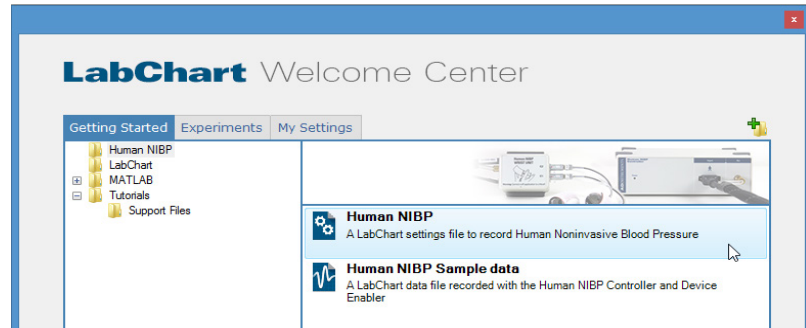 LabChart Welcome Center
Getting Started Experiments My Settings
Human NIBP
LabChart
MATLAB
Tutorials
Support Files
Human NIBP
A LabChart settings file to record Human Noninvasive Blood Pressure
Human NIBP Sample data
A LabChart data file recorded with the Human NIBP Controller and Device
Enabler